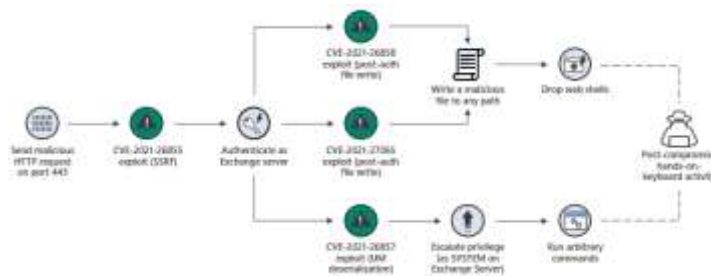 CVE-2021-26858
exploit (post-auth
file write)
Write a malicious
file to any path
Drop web shells
Send malicious
HTTP request
on port 443
CVE-2021-26855
exploit (SSRF)
Authenticate as
Exchange server
CVE-2021-27065
exploit (post-auth
file write)
Post-compromise
hands-on-
keyboard activity
CVE-2021-26857
exploit (UM
deserialization)
Escalate privilege
(as SYSTEM on
Exchange Server)
Run arbitrary
commands